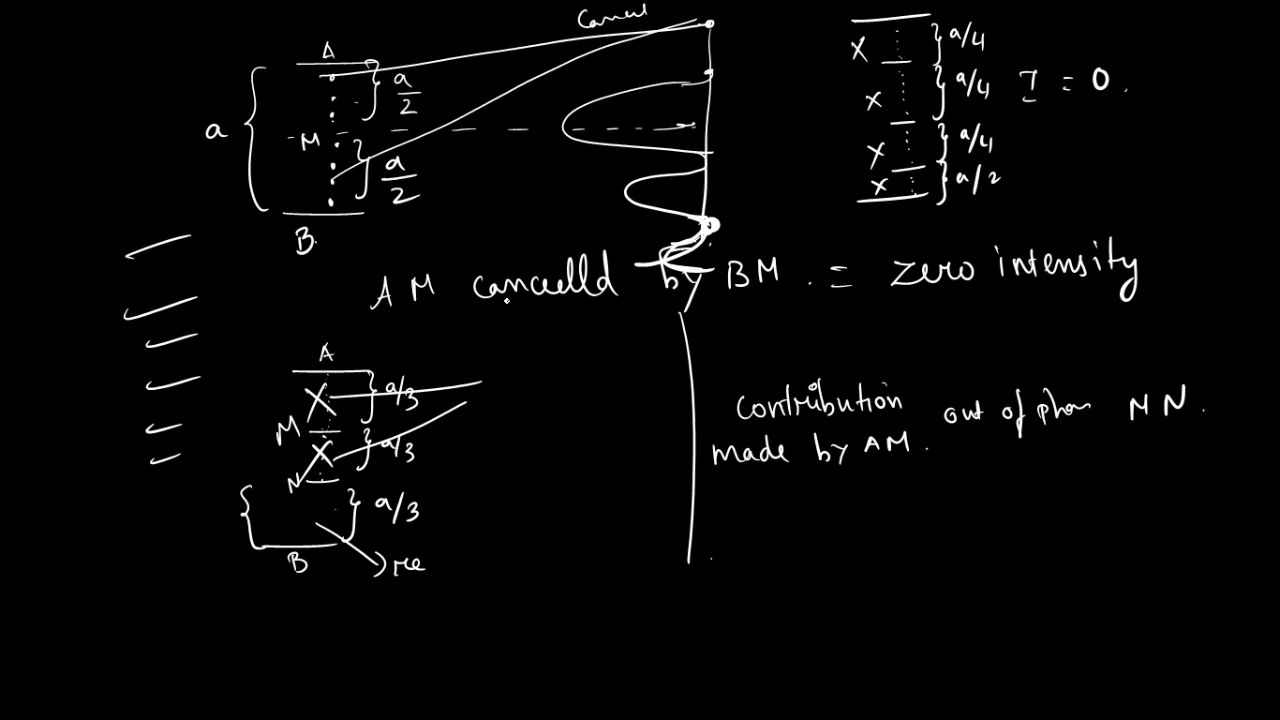 Cancel
A
a
a/2
M
a/2
B
a/4
a/4 I = 0.
a/4
a/2
AM cancelld by BM . = zero intensity
A
a/3
M
a/3
N
a/3
B
Contribution out of phase MN.
made by AM.